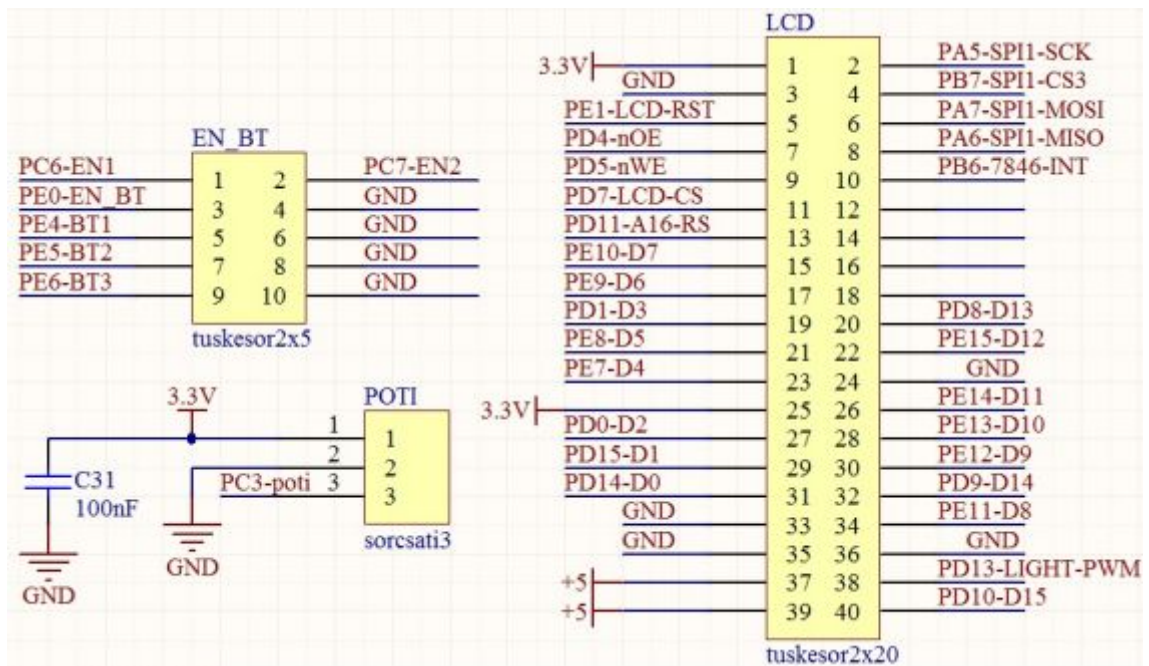 EN_BT
PC6-EN1 1 2 PC7-EN2
PE0-EN_BT 3 4 GND
PE4-BT1 5 6 GND
PE5-BT2 7 8 GND
PE6-BT3 9 10 GND
tuskesor2x5
3.3V
POTI
1 1
2 2
PC3-poti 3 3
sorcsati3
C31
100nF
GND
GND
LCD
3.3V 1 2 PA5-SPI1-SCK
GND 3 4 PB7-SPI1-CS3
PE1-LCD-RST 5 6 PA7-SPI1-MOSI
PD4-nOE 7 8 PA6-SPI1-MISO
PD5-nWE 9 10 PB6-7846-INT
PD7-LCD-CS 11 12
PD11-A16-RS 13 14
PE10-D7 15 16
PE9-D6 17 18
PD1-D3 19 20 PD8-D13
PE8-D5 21 22 PE15-D12
PE7-D4 23 24 GND
3.3V 25 26 PE14-D11
PD0-D2 27 28 PE13-D10
PD15-D1 29 30 PE12-D9
PD14-D0 31 32 PD9-D14
GND 33 34 PE11-D8
GND 35 36 GND
+5 37 38 PD13-LIGHT-PWM
+5 39 40 PD10-D15
tuskesor2x20